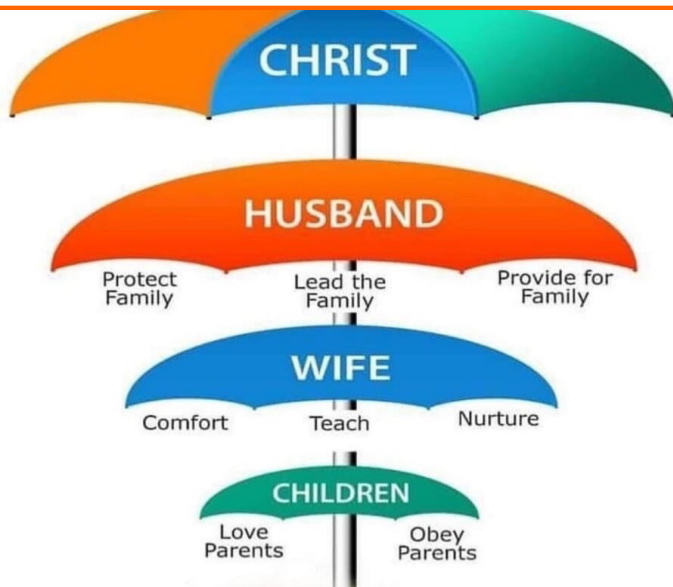 CHRIST
HUSBAND
Protect
Family
Lead the
Family
Provide for
Family
WIFE
Comfort
Teach
Nurture
CHILDREN
Love
Parents
Obey
Parents